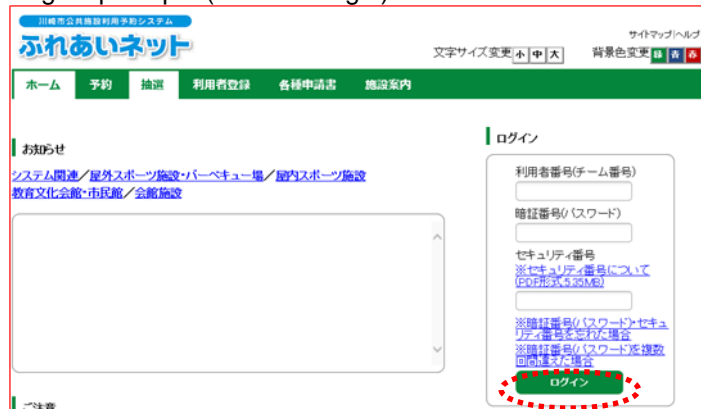 川崎市公共施設利用予約システム
ふれあいネット
サイトマップ|ヘルプ
文字サイズ変更 小 中 大 背景色変更 緑 青 赤
ホーム 予約 抽選 利用者登録 各種申請書 施設案内
お知らせ
システム関連／屋外スポーツ施設・バーベキュー場／屋内スポーツ施設
教育文化会館・市民館／会館施設
ログイン
利用者番号(チーム番号)
暗証番号(パスワード)
セキュリティ番号
※セキュリティ番号について
(PDF形式,5.35MB)
※暗証番号(パスワード)・セキュ
リティ番号を忘れた場合
※暗証番号(パスワード)を複数
回間違えた場合
ログイン
ご注意